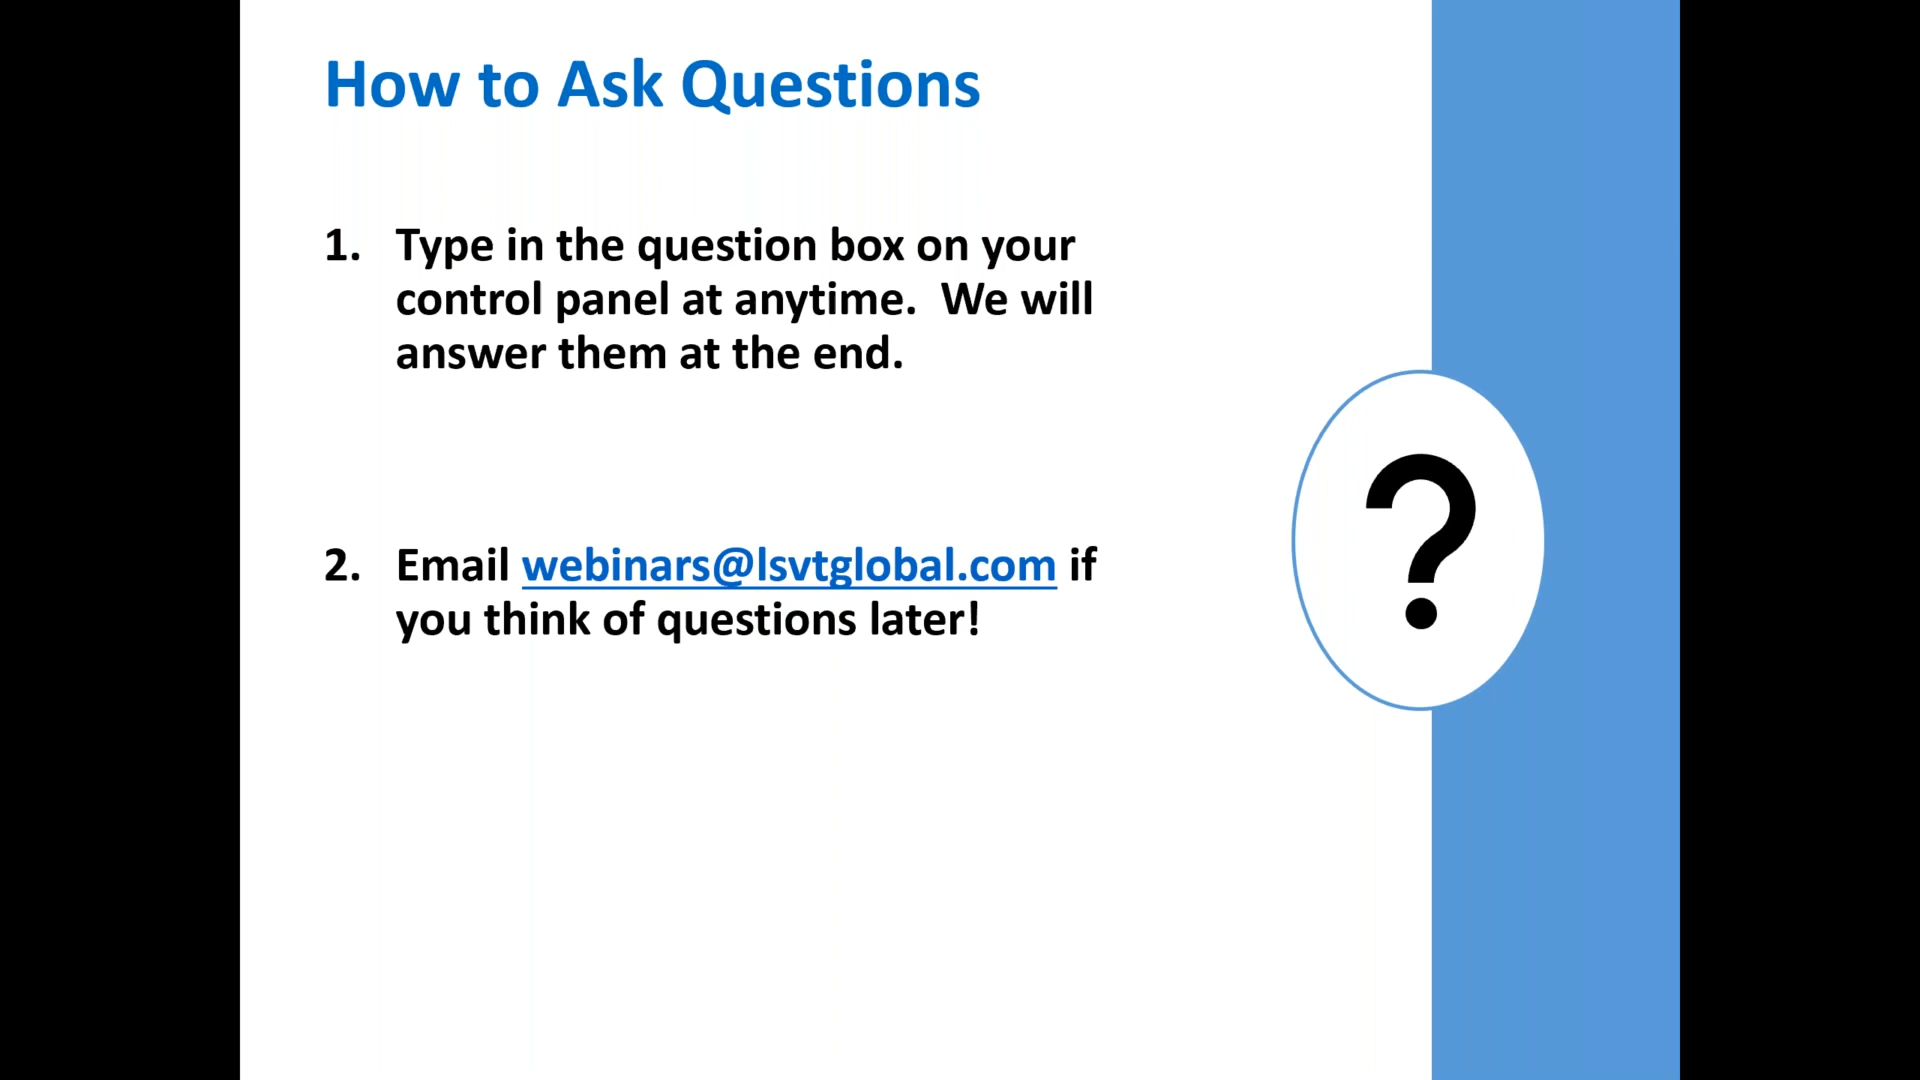 How to Ask Questions
1. Type in the question box on your
control panel at anytime.  We will
answer them at the end.
2. Email webinars@lsvtglobal.com if
you think of questions later!
?